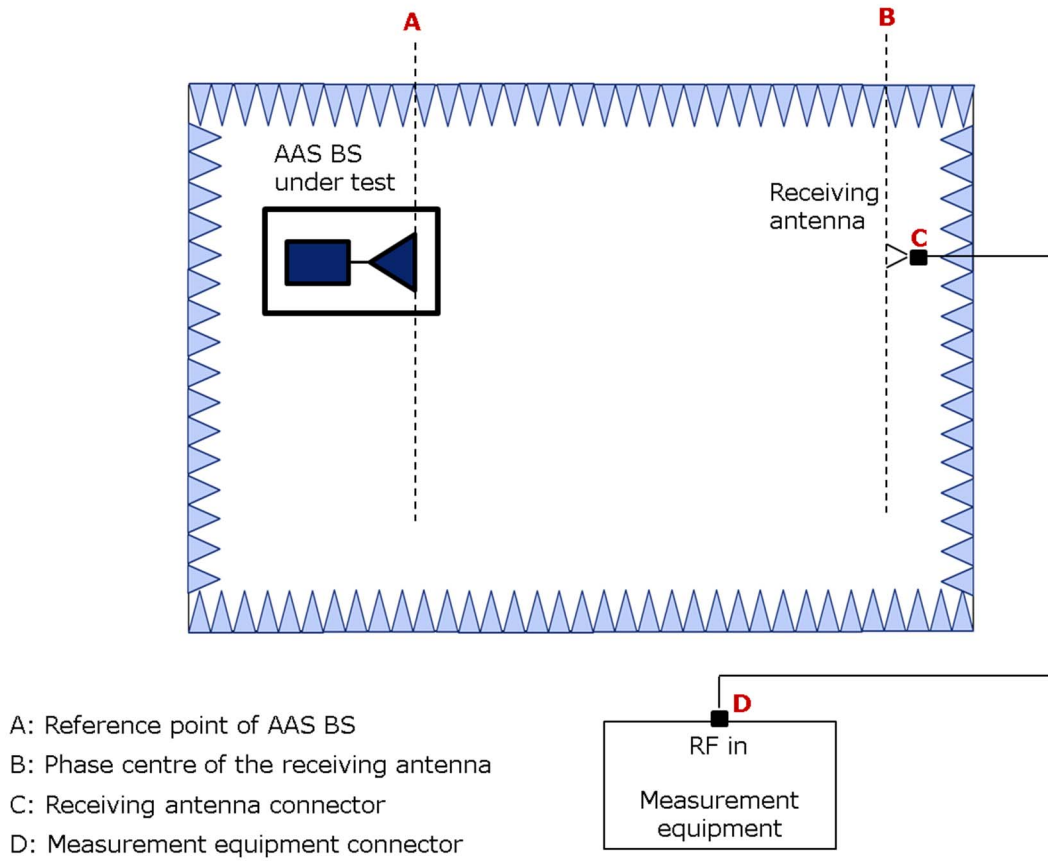 A
B
AAS BS
under test
Receiving
antenna
C
D
RF in
Measurement
equipment
A: Reference point of AAS BS
B: Phase centre of the receiving antenna
C: Receiving antenna connector
D: Measurement equipment connector